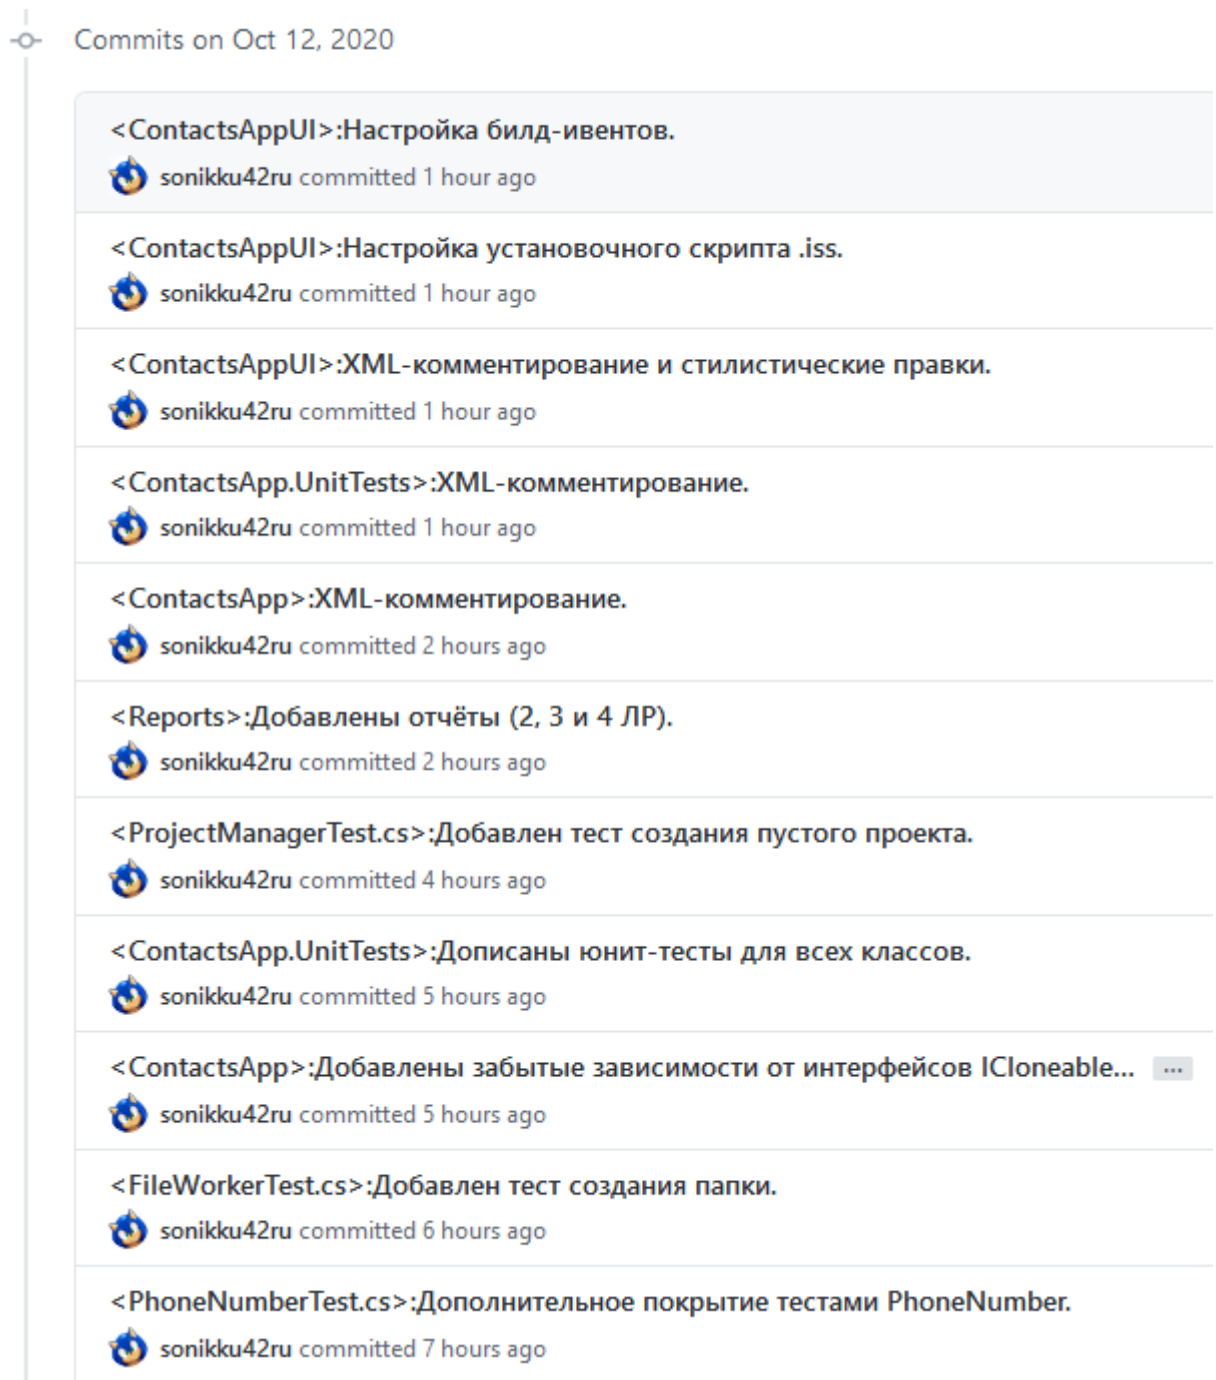 Commits on Oct 12, 2020
<ContactsAppUI>:Настройка билд-ивентов.
sonikku42ru committed 1 hour ago
<ContactsAppUI>:Настройка установочного скрипта .iss.
sonikku42ru committed 1 hour ago
<ContactsAppUI>:XML-комментирование и стилистические правки.
sonikku42ru committed 1 hour ago
<ContactsApp.UnitTests>:XML-комментирование.
sonikku42ru committed 1 hour ago
<ContactsApp>:XML-комментирование.
sonikku42ru committed 2 hours ago
<Reports>:Добавлены отчёты (2, 3 и 4 ЛР).
sonikku42ru committed 2 hours ago
<ProjectManagerTest.cs>:Добавлен тест создания пустого проекта.
sonikku42ru committed 4 hours ago
<ContactsApp.UnitTests>:Дописаны юнит-тесты для всех классов.
sonikku42ru committed 5 hours ago
<ContactsApp>:Добавлены забытые зависимости от интерфейсов ICloneable... ...
sonikku42ru committed 5 hours ago
<FileWorkerTest.cs>:Добавлен тест создания папки.
sonikku42ru committed 6 hours ago
<PhoneNumberTest.cs>:Дополнительное покрытие тестами PhoneNumber.
sonikku42ru committed 7 hours ago